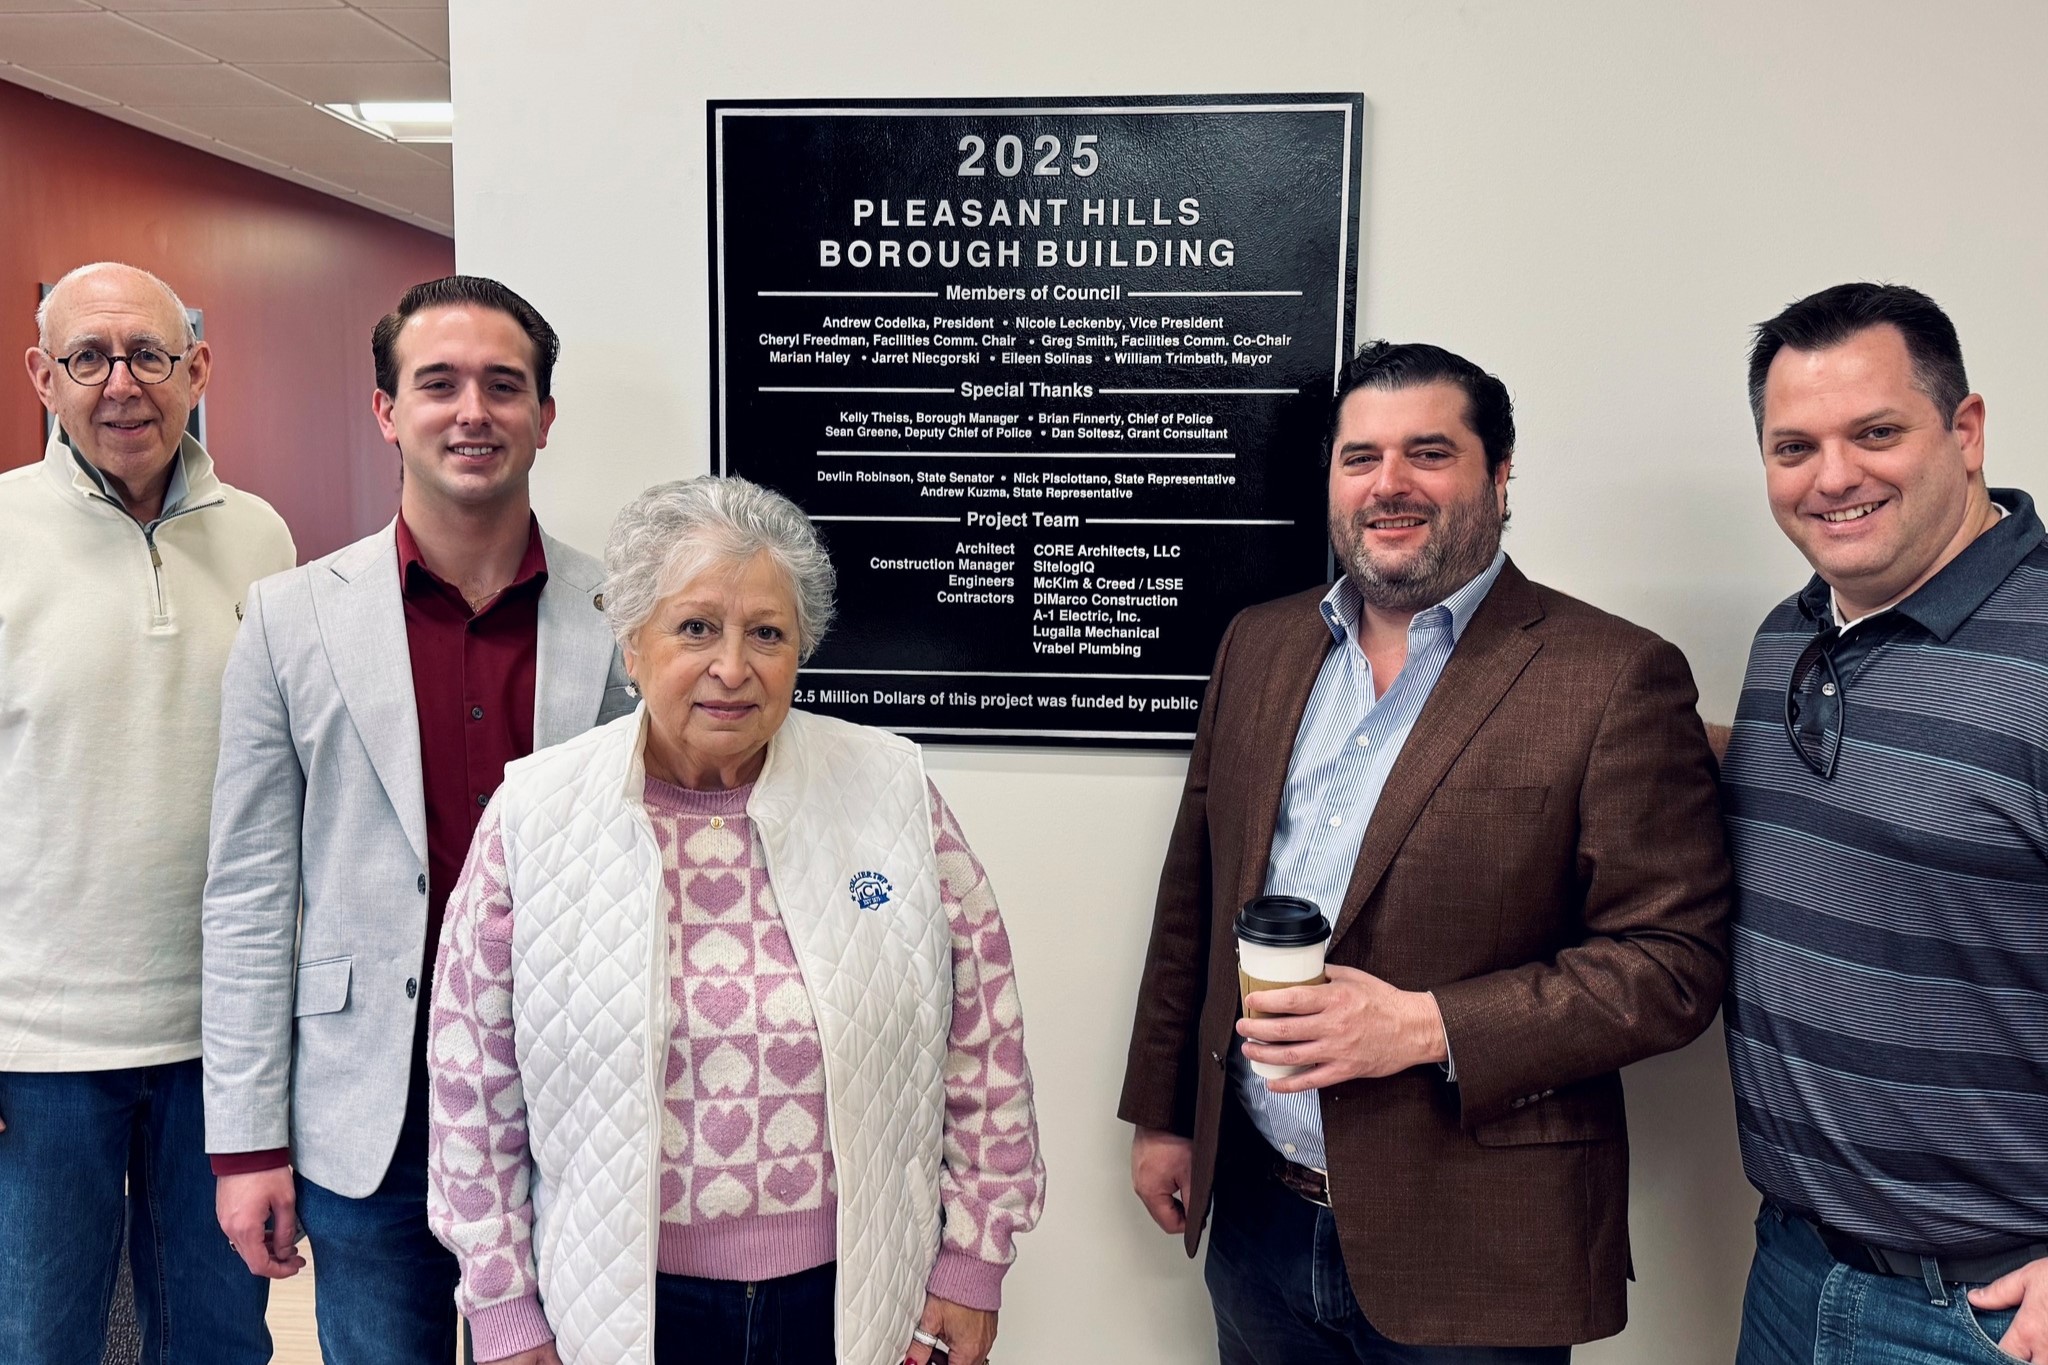 2025
PLEASANT HILLS
BOROUGH BUILDING
Members of Council
Andrew Codelka, President • Nicole Leckenby, Vice President
Cheryl Freedman, Facilities Comm. Chair • Greg Smith, Facilities Comm. Co-Chair
Marian Haley • Jarret Niecgorski • Eileen Solinas • William Trimbath, Mayor
Special Thanks
Kelly Theiss, Borough Manager • Brian Finnerty, Chief of Police
Sean Greene, Deputy Chief of Police • Dan Soltesz, Grant Consultant
Devlin Robinson, State Senator • Nick Pisciottano, State Representative
Andrew Kuzma, State Representative
Project Team
Architect CORE Architects, LLC
Construction Manager SitelogIQ
Engineers McKim & Creed / LSSE
Contractors DiMarco Construction
A-1 Electric, Inc.
Lugaila Mechanical
Vrabel Plumbing
2.5 Million Dollars of this project was funded by public
COLLIER TWP
EST 1875